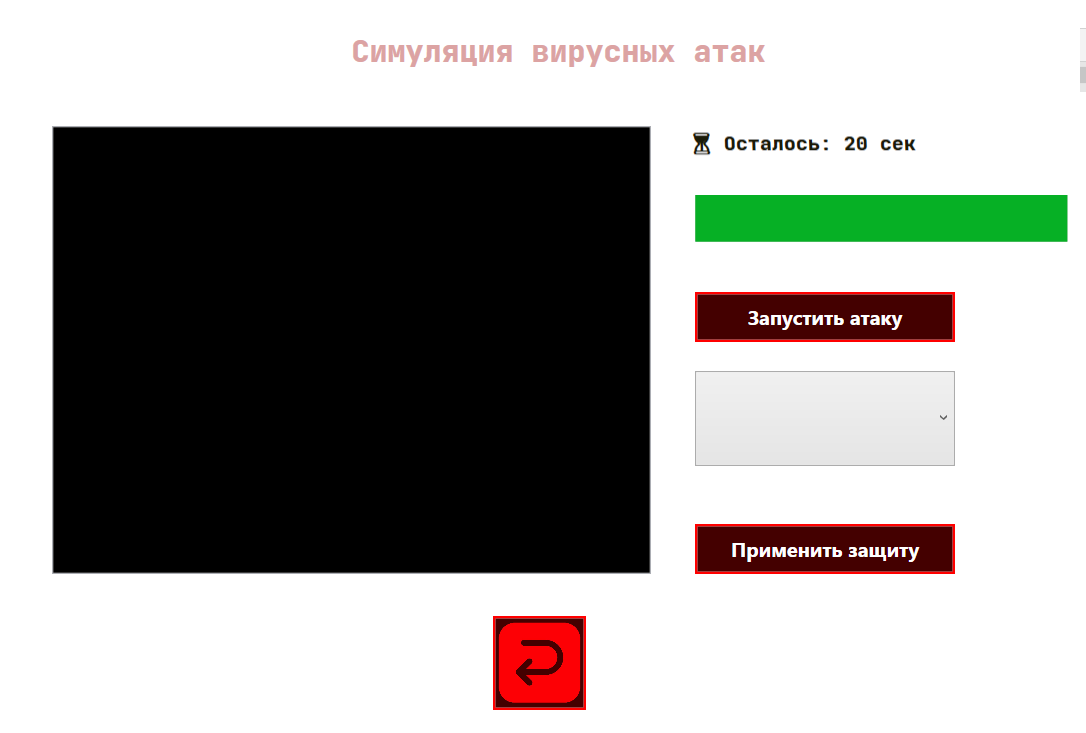 Симуляция вирусных атак
Осталось: 20 сек
Запустить атаку
Применить защиту